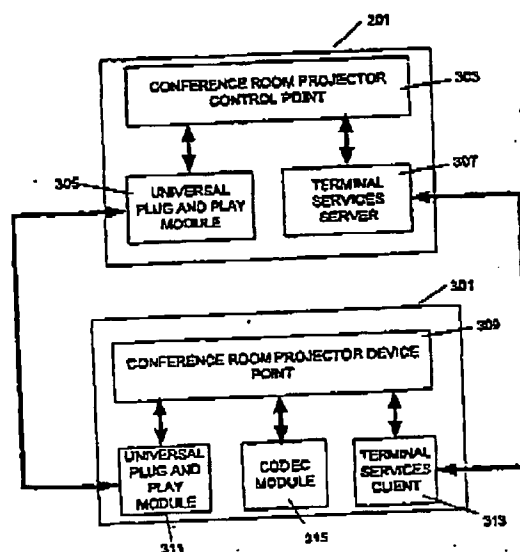 201
CONFERENCE ROOM PROJECTOR
CONTROL POINT
303
305
UNIVERSAL
PLUG AND PLAY
MODULE
307
TERMINAL
SERVICES
SERVER
301
309
CONFERENCE ROOM PROJECTOR DEVICE
POINT
UNIVERSAL
PLUG AND
PLAY
MODULE
CODEC
MODULE
TERMINAL
SERVICES
CLIENT
311
315
313